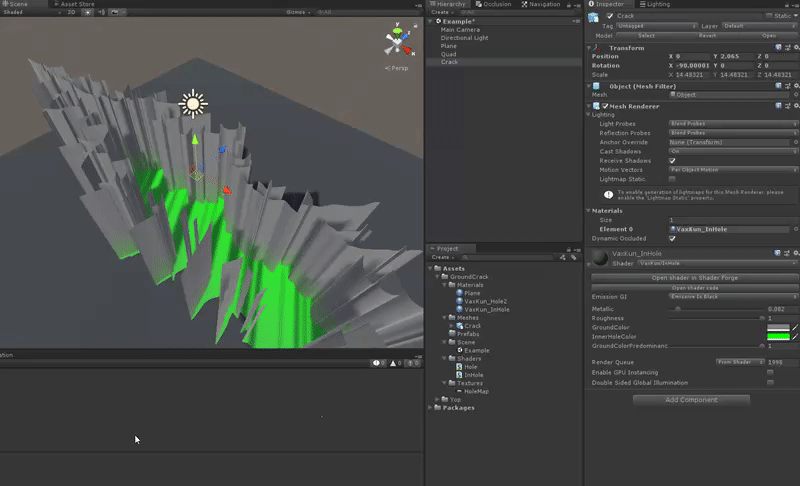 Scene Asset Store
Shaded 2D Gizmos All
Persp
Hierarchy Occlusion Navigation
Create All
Example*
Main Camera
Directional Light
Plane
Quad
Crack
Project
Create
Assets
GroundCrack
Materials
Plane
VaxKun_Hole2
VaxKun_InHole
Meshes
Crack
Prefabs
Scene
Example
Shaders
Hole
InHole
Textures
HoleMap
Yop
Packages
Inspector Lighting
Crack Static
Tag Untagged Layer Default
Model Select Revert Open
Transform
Position X 0 Y 2.065 Z 0
Rotation X -90.00001 Y 0 Z 0
Scale X 14.48321 Y 14.48321 Z 14.48321
Object (Mesh Filter)
Mesh Object
Mesh Renderer
Lighting
Light Probes Blend Probes
Reflection Probes Blend Probes
Anchor Override None (Transform)
Cast Shadows On
Receive Shadows
Motion Vectors Per Object Motion
Lightmap Static
To enable generation of lightmaps for this Mesh Renderer, please
enable the 'Lightmap Static' property.
Materials
Size 1
Element 0 VaxKun_InHole
Dynamic Occluded
VaxKun_InHole
Shader VaxKun/InHole
Open shader in Shader Forge
Open shader code
Emission GI Emissive Is Black
Metallic 0.082
Roughness 1
GroundColor
InnerHoleColor
GroundColorPredominanc 1
Render Queue From Shader 1998
Enable GPU Instancing
Double Sided Global Illumination
Add Component